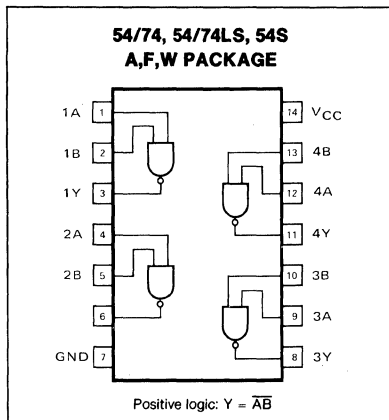 54/74, 54/74LS, 54S
A,F,W PACKAGE
1A 1 14 VCC
1B 2 13 4B
1Y 3 12 4A
2A 4 11 4Y
2B 5 10 3B
6 9 3A
GND 7 8 3Y
Positive logic: Y = A̅B̅